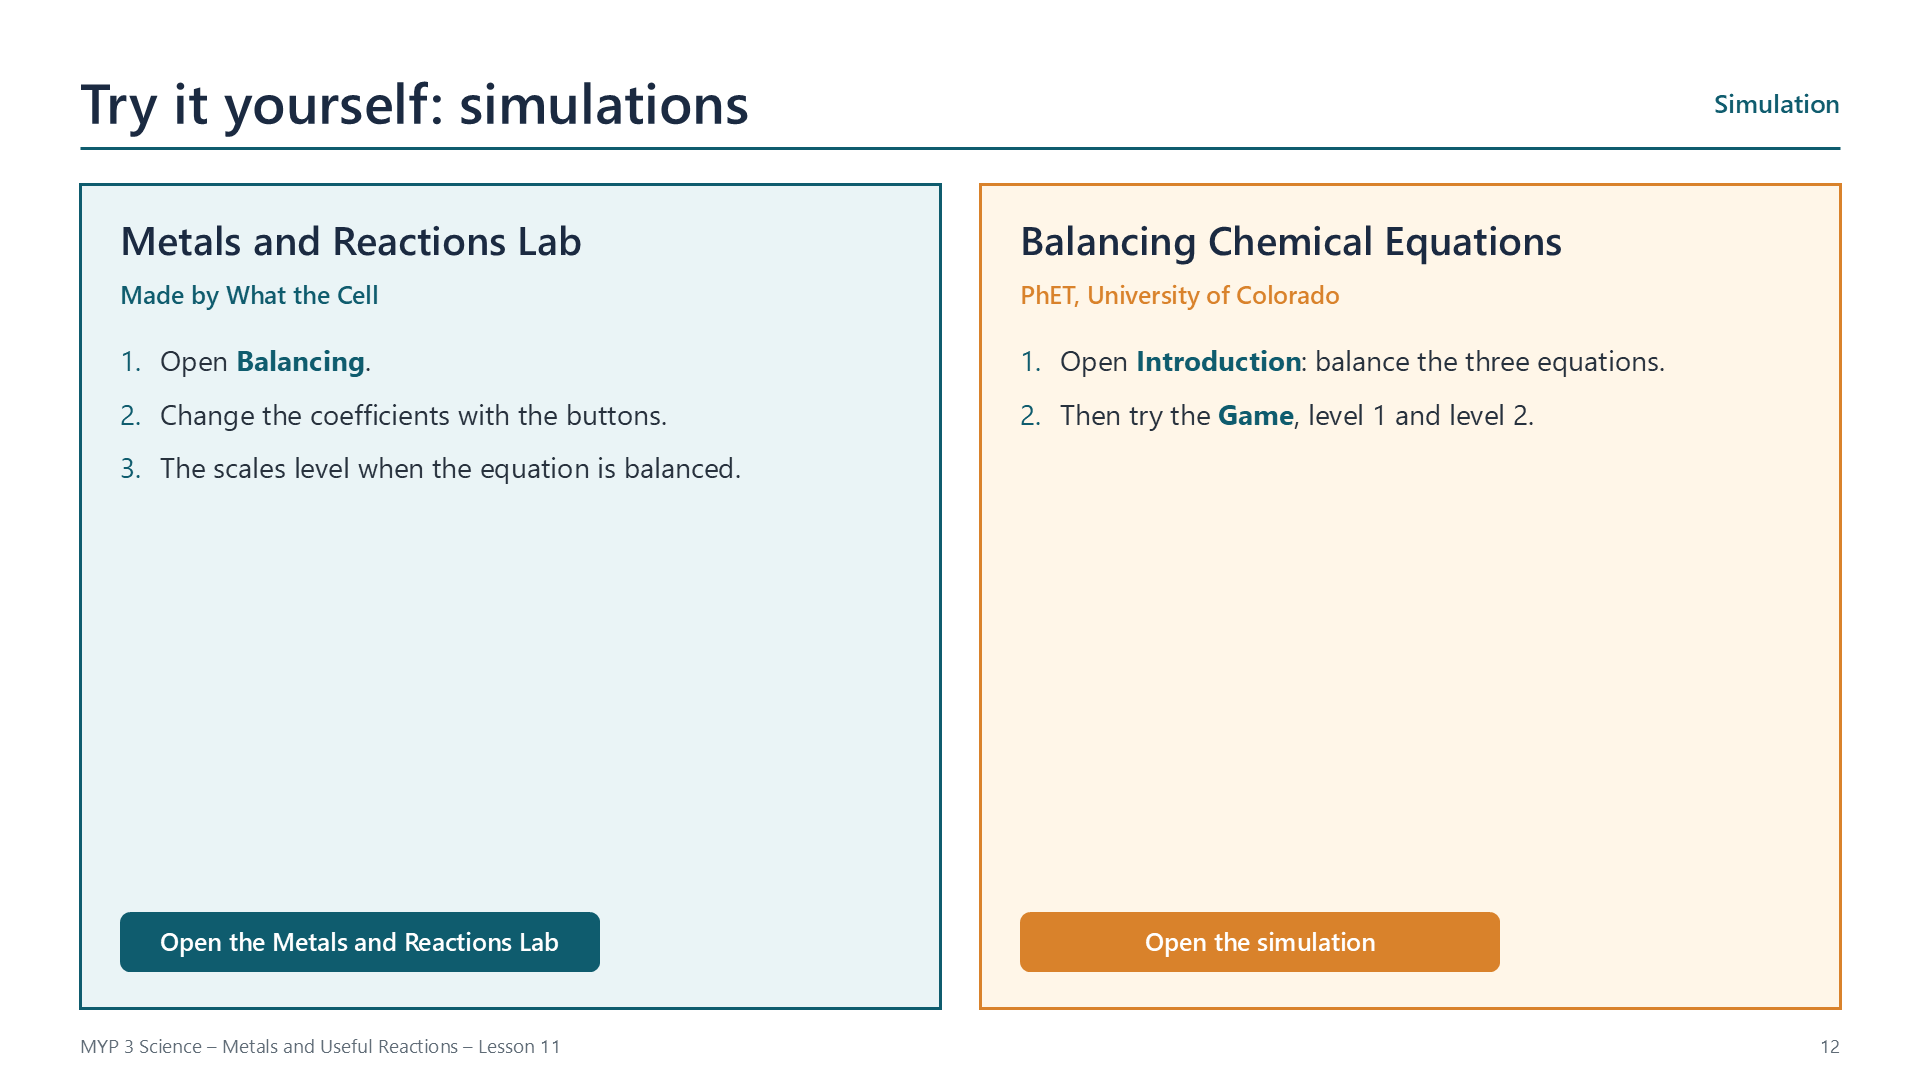 Try it yourself: simulations
Simulation
Metals and Reactions Lab
Made by What the Cell
1. Open Balancing.
2. Change the coefficients with the buttons.
3. The scales level when the equation is balanced.
Open the Metals and Reactions Lab
Balancing Chemical Equations
PhET, University of Colorado
1. Open Introduction: balance the three equations.
2. Then try the Game, level 1 and level 2.
Open the simulation
MYP 3 Science – Metals and Useful Reactions – Lesson 11
12